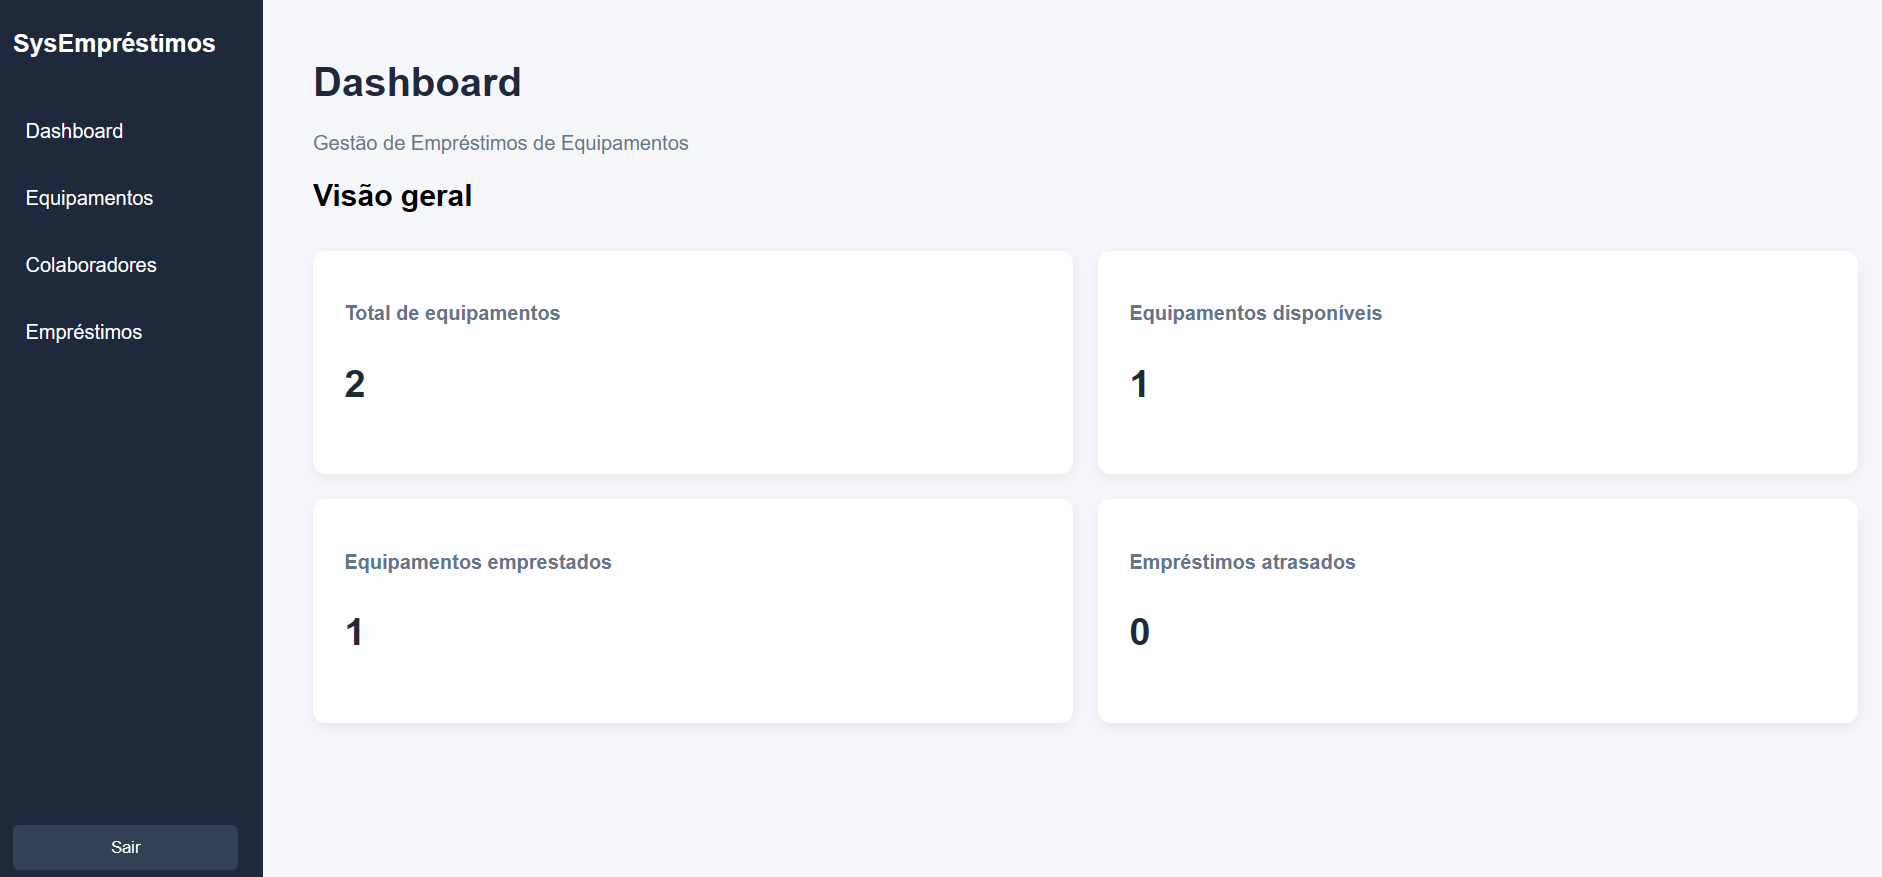 SysEmpréstimos
Dashboard
Equipamentos
Colaboradores
Empréstimos
Sair
Dashboard
Gestão de Empréstimos de Equipamentos
Visão geral
Total de equipamentos
2
Equipamentos disponíveis
1
Equipamentos emprestados
1
Empréstimos atrasados
0